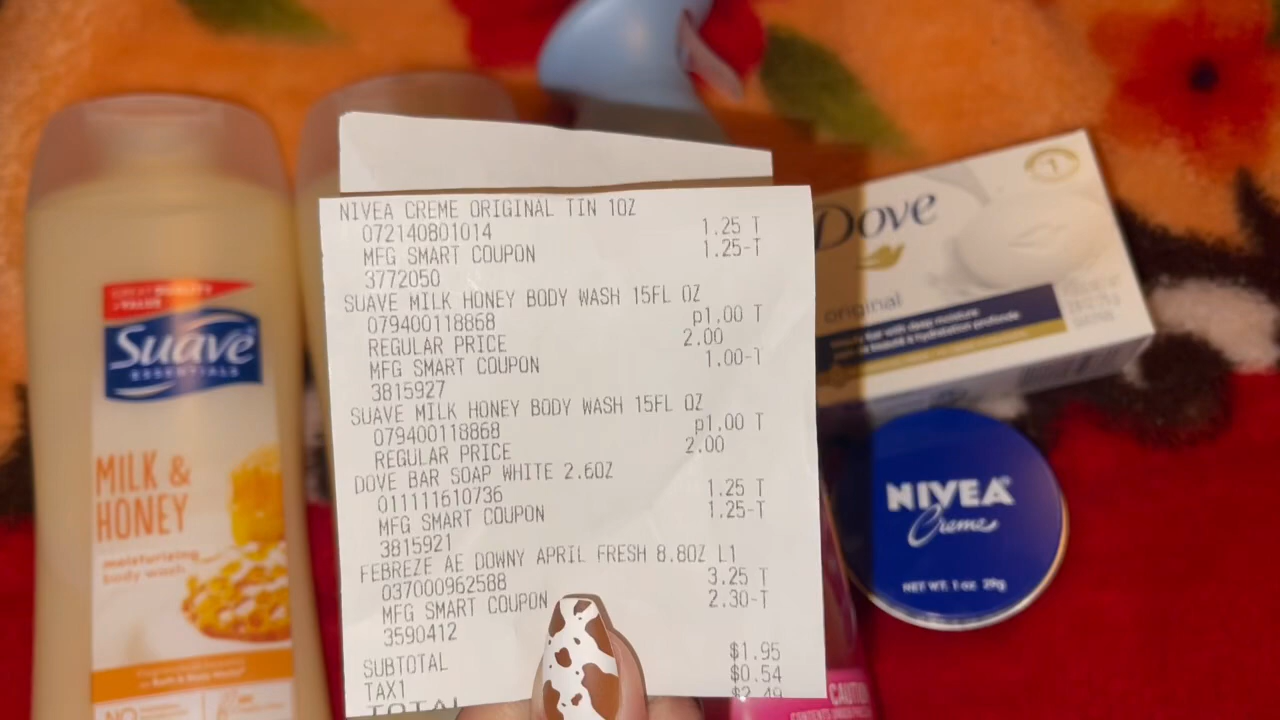 NIVEA CREME ORIGINAL TIN 1OZ
072140801014 1.25 T
MFG SMART COUPON 1.25-T
3772050
SUAVE MILK HONEY BODY WASH 15FL OZ
079400118868 p1.00 T
REGULAR PRICE 2.00
MFG SMART COUPON 1.00-T
3815927
SUAVE MILK HONEY BODY WASH 15FL OZ
079400118868 p1.00 T
REGULAR PRICE 2.00
DOVE BAR SOAP WHITE 2.6OZ
011111610736 1.25 T
MFG SMART COUPON 1.25-T
3815921
FEBREZE AE DOWNY APRIL FRESH 8.8OZ L1
037000962588 3.25 T
MFG SMART COUPON 2.30-T
3590412
SUBTOTAL $1.95
TAX1 $0.54
TOTAL $2.49
Suave
ESSENTIALS
MILK &
HONEY
moisturizing
body wash
Dove
original
NIVEA
Creme
NET WT. 1 oz. 29g
CAUTION